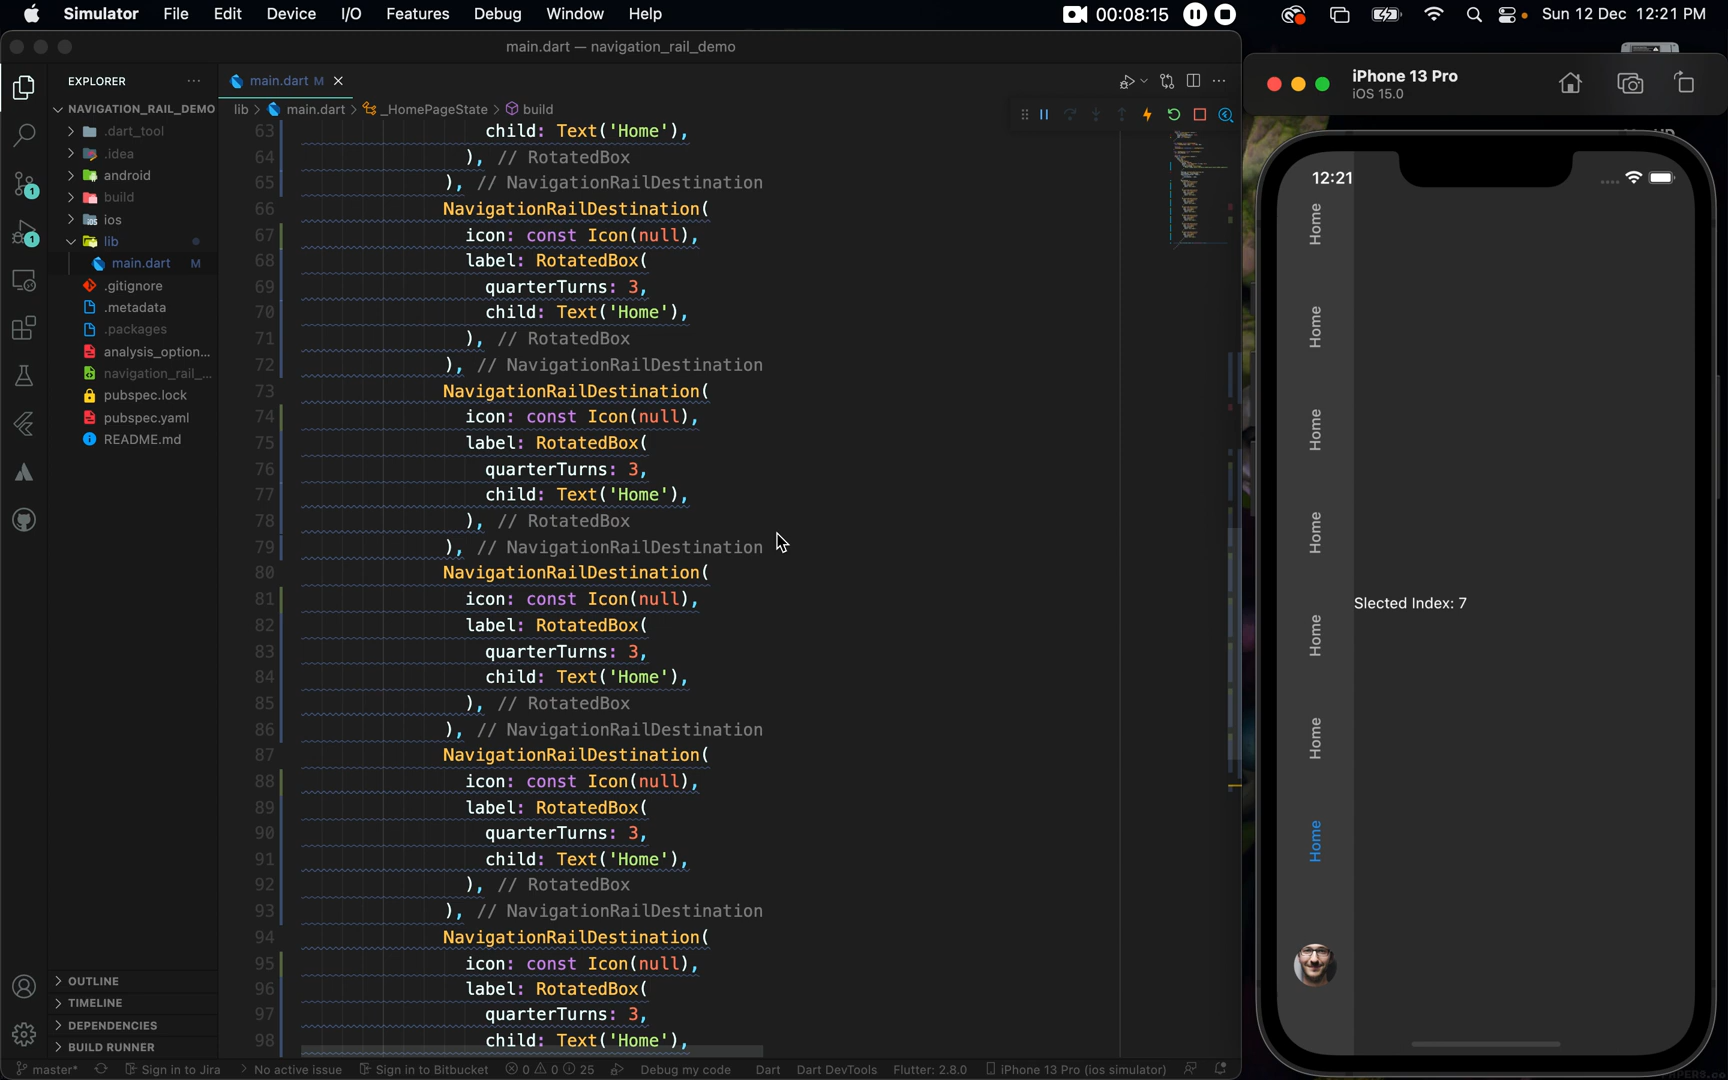 Simulator File Edit Device I/O Features Debug Window Help 00:08:15 Sun 12 Dec 12:21 PM
main.dart — navigation_rail_demo
EXPLORER
NAVIGATION_RAIL_DEMO
.dart_tool
.idea
android
build
ios
lib
main.dart M
.gitignore
.metadata
.packages
analysis_option...
navigation_rail_...
pubspec.lock
pubspec.yaml
README.md
OUTLINE
TIMELINE
DEPENDENCIES
BUILD RUNNER
main.dart M
lib > main.dart > _HomePageState > build
63 child: Text('Home'),
64 ), // RotatedBox
65 ), // NavigationRailDestination
66 NavigationRailDestination(
67 icon: const Icon(null),
68 label: RotatedBox(
69 quarterTurns: 3,
70 child: Text('Home'),
71 ), // RotatedBox
72 ), // NavigationRailDestination
73 NavigationRailDestination(
74 icon: const Icon(null),
75 label: RotatedBox(
76 quarterTurns: 3,
77 child: Text('Home'),
78 ), // RotatedBox
79 ), // NavigationRailDestination
80 NavigationRailDestination(
81 icon: const Icon(null),
82 label: RotatedBox(
83 quarterTurns: 3,
84 child: Text('Home'),
85 ), // RotatedBox
86 ), // NavigationRailDestination
87 NavigationRailDestination(
88 icon: const Icon(null),
89 label: RotatedBox(
90 quarterTurns: 3,
91 child: Text('Home'),
92 ), // RotatedBox
93 ), // NavigationRailDestination
94 NavigationRailDestination(
95 icon: const Icon(null),
96 label: RotatedBox(
97 quarterTurns: 3,
98 child: Text('Home'),
master* Sign in to Jira No active issue Sign in to Bitbucket 0 0 25 Debug my code Dart Dart DevTools Flutter: 2.8.0 iPhone 13 Pro (ios simulator)
iPhone 13 Pro
iOS 15.0
12:21
Home
Home
Home
Home
Home
Home
Home
Slected Index: 7